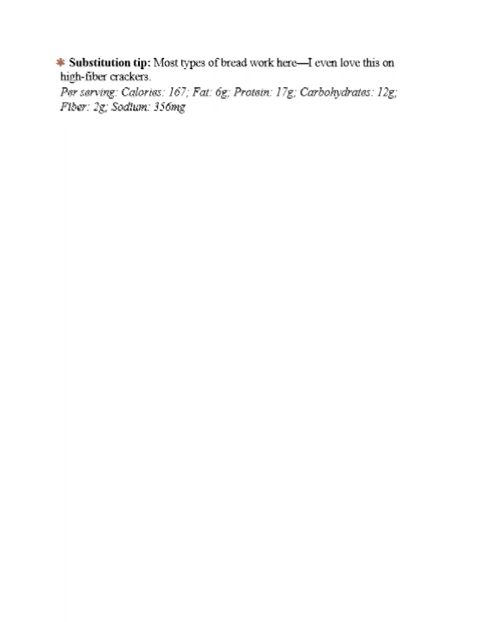 ✱ Substitution tip: Most types of bread work here—I even love this on
high-fiber crackers.
Per serving: Calories: 167; Fat: 6g; Protein: 17g; Carbohydrates: 12g;
Fiber: 2g; Sodium: 356mg